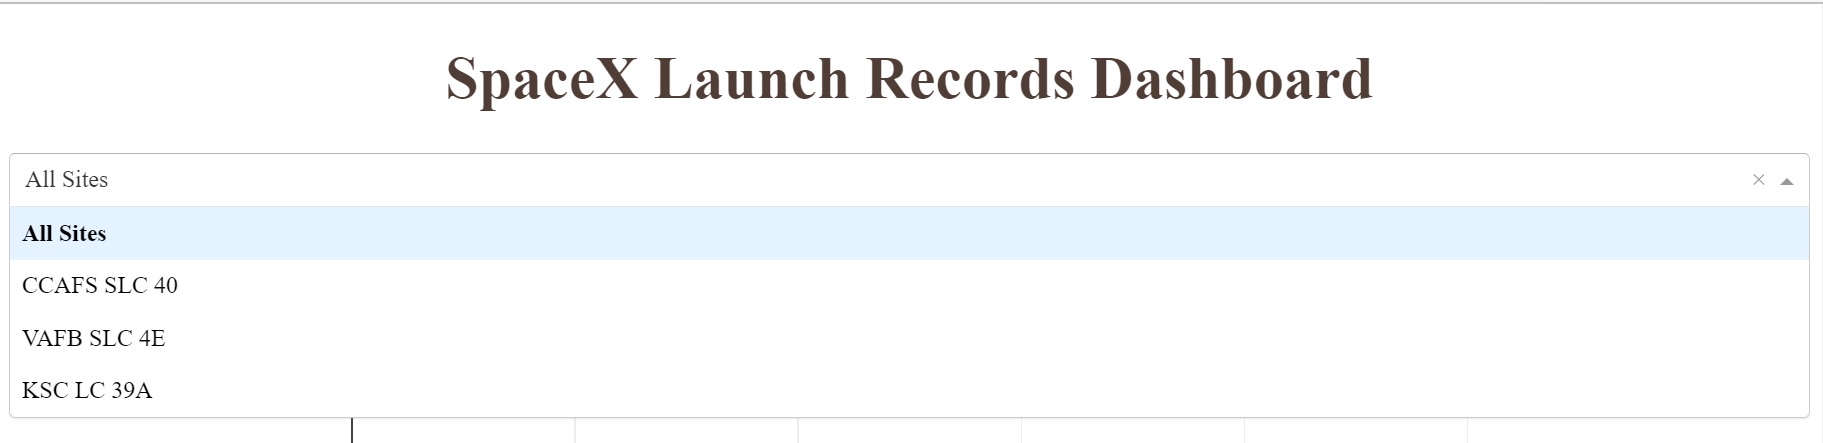 SpaceX Launch Records Dashboard
All Sites
All Sites
CCAFS SLC 40
VAFB SLC 4E
KSC LC 39A